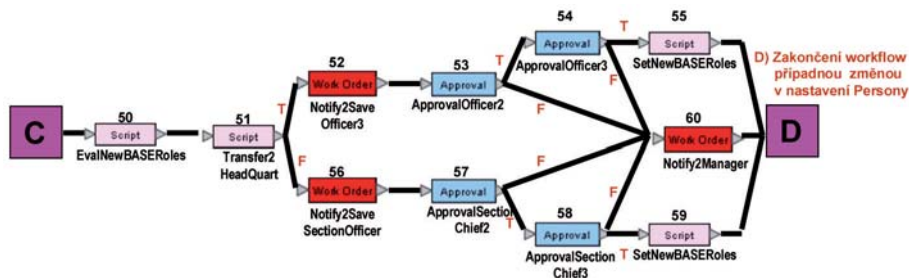 C
50
Script
EvalNewBASERoles
51
Script
Transfer2
HeadQuart
T
F
52
Work Order
Notify2Save
Officer3
53
Approval
ApprovalOfficer2
T
F
54
Approval
ApprovalOfficer3
T
F
55
Script
SetNewBASERoles
56
Work Order
Notify2Save
SectionOfficer
57
Approval
ApprovalSection
Chief2
F
T
58
Approval
ApprovalSection
Chief3
F
T
59
Script
SetNewBASERoles
60
Work Order
Notify2Manager
D
D) Zakončení workflow
případnou změnou
v nastavení Persony